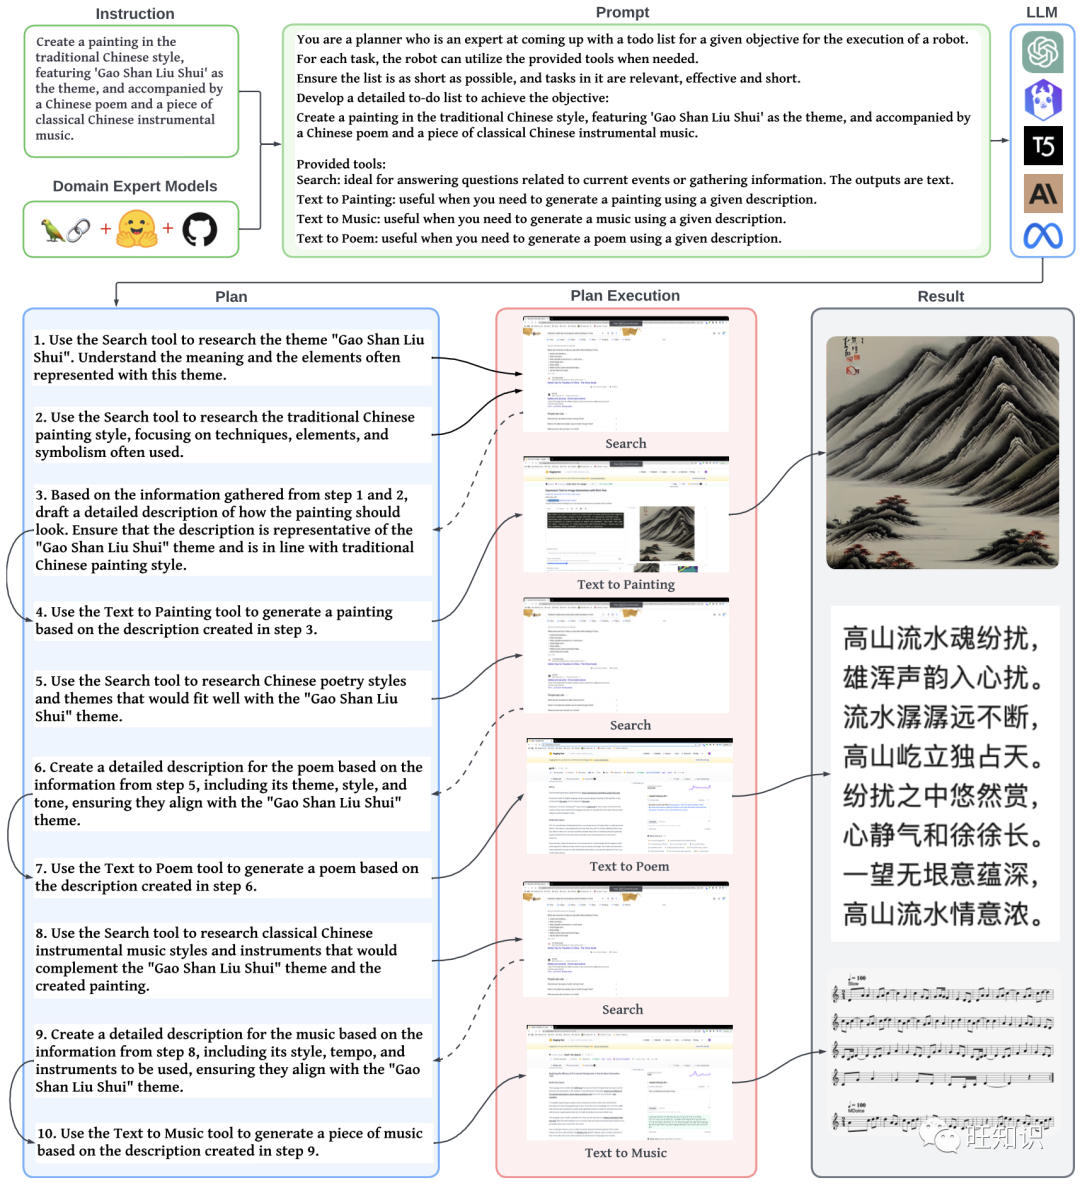 Instruction
Prompt
LLM
Create a painting in the
traditional Chinese style,
featuring 'Gao Shan Liu Shui' as
the theme, and accompanied by
a Chinese poem and a piece of
classical Chinese instrumental
music.
Domain Expert Models
+
+
You are a planner who is an expert at coming up with a todo list for a given objective for the execution of a robot.
For each task, the robot can utilize the provided tools when needed.
Ensure the list is as short as possible, and tasks in it are relevant, effective and short.
Develop a detailed to-do list to achieve the objective:
Create a painting in the traditional Chinese style, featuring 'Gao Shan Liu Shui' as the theme, and accompanied by
a Chinese poem and a piece of classical Chinese instrumental music.
Provided tools:
Search: ideal for answering questions related to current events or gathering information. The outputs are text.
Text to Painting: useful when you need to generate a painting using a given description.
Text to Music: useful when you need to generate a music using a given description.
Text to Poem: useful when you need to generate a poem using a given description.
T5
A\
Plan
Plan Execution
Result
1. Use the Search tool to research the theme "Gao Shan Liu
Shui". Understand the meaning and the elements often
represented with this theme.
2. Use the Search tool to research the traditional Chinese
painting style, focusing on techniques, elements, and
symbolism often used.
3. Based on the information gathered from step 1 and 2,
draft a detailed description of how the painting should
look. Ensure that the description is representative of the
"Gao Shan Liu Shui" theme and is in line with traditional
Chinese painting style.
4. Use the Text to Painting tool to generate a painting
based on the description created in step 3.
5. Use the Search tool to research Chinese poetry styles
and themes that would fit well with the "Gao Shan Liu
Shui" theme.
6. Create a detailed description for the poem based on the
information from step 5, including its theme, style, and
tone, ensuring they align with the "Gao Shan Liu Shui"
theme.
7. Use the Text to Poem tool to generate a poem based on
the description created in step 6.
8. Use the Search tool to research classical Chinese
instrumental music styles and instruments that would
complement the "Gao Shan Liu Shui" theme and the
created painting.
9. Create a detailed description for the music based on the
information from step 8, including its style, tempo, and
instruments to be used, ensuring they align with the "Gao
Shan Liu Shui" theme.
10. Use the Text to Music tool to generate a piece of music
based on the description created in step 9.
Search
Text to Painting
Search
Text to Poem
Search
Text to Music
高山流水魂纷扰，
雄浑声韵入心扰。
流水潺潺远不断，
高山屹立独占天。
纷扰之中悠然赏，
心静气和徐徐长。
一望无垠意蕴深，
高山流水情意浓。
= 100
= 100
旺知识